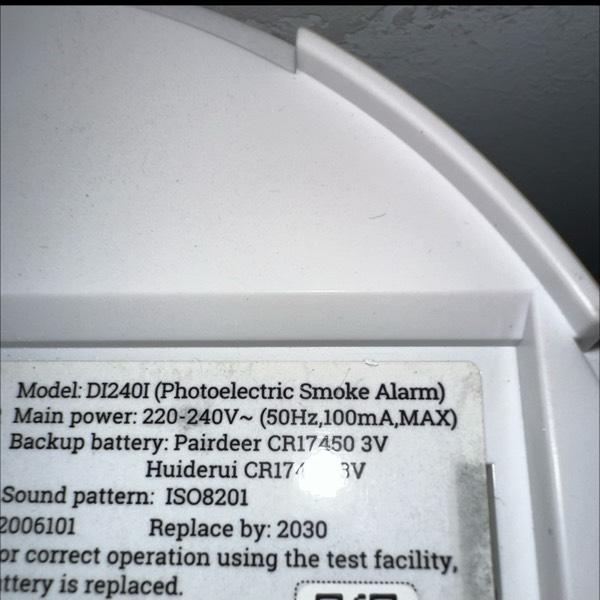 Model: DI240I (Photoelectric Smoke Alarm)
Main power: 220-240V~ (50Hz,100mA,MAX)
Backup battery: Pairdeer CR17450 3V
Huiderui 3V
Sound pattern: ISO8201
2006101 Replace by: 2030
or correct operation using the test facility,
ttery is replaced.